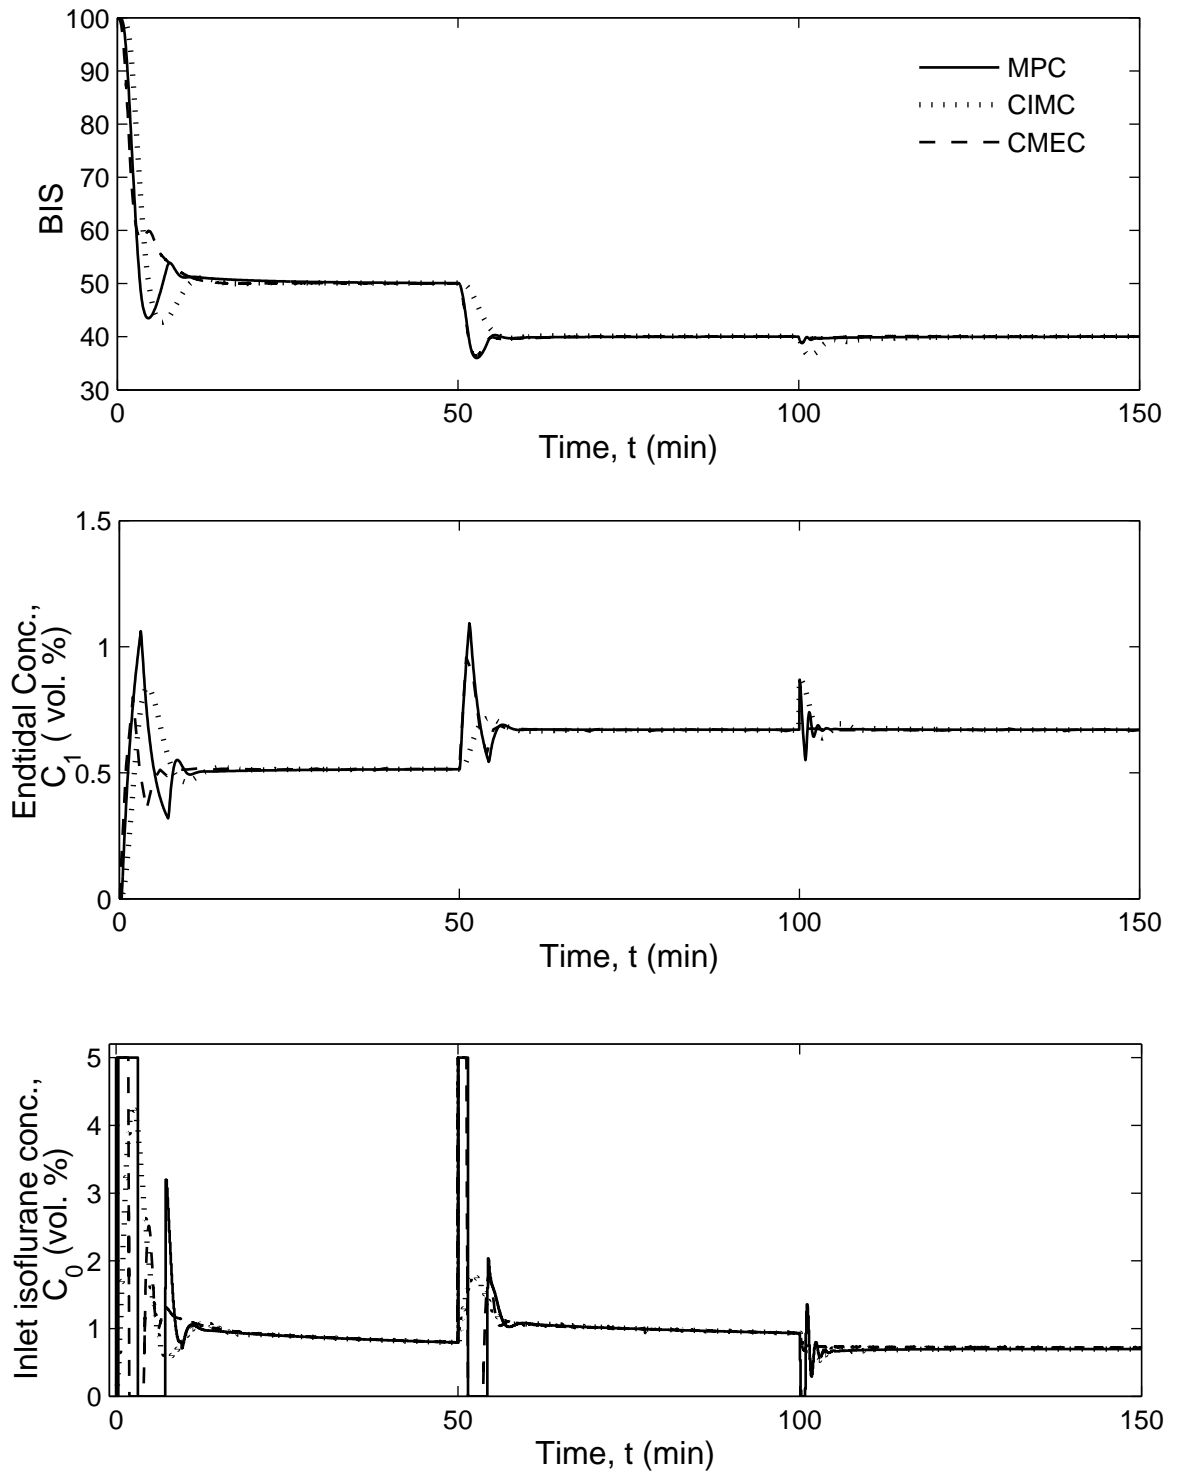 100
90
80
70
60
50
40
30
BIS
MPC
CIMC
CMEC
0 50 100 150
Time, t (min)
1.5
1
0.5
0
Endtidal Conc.,
C1 ( vol. %)
0 50 100 150
Time, t (min)
5
4
3
2
1
0
Inlet isoflurane conc.,
C0 (vol. %)
0 50 100 150
Time, t (min)